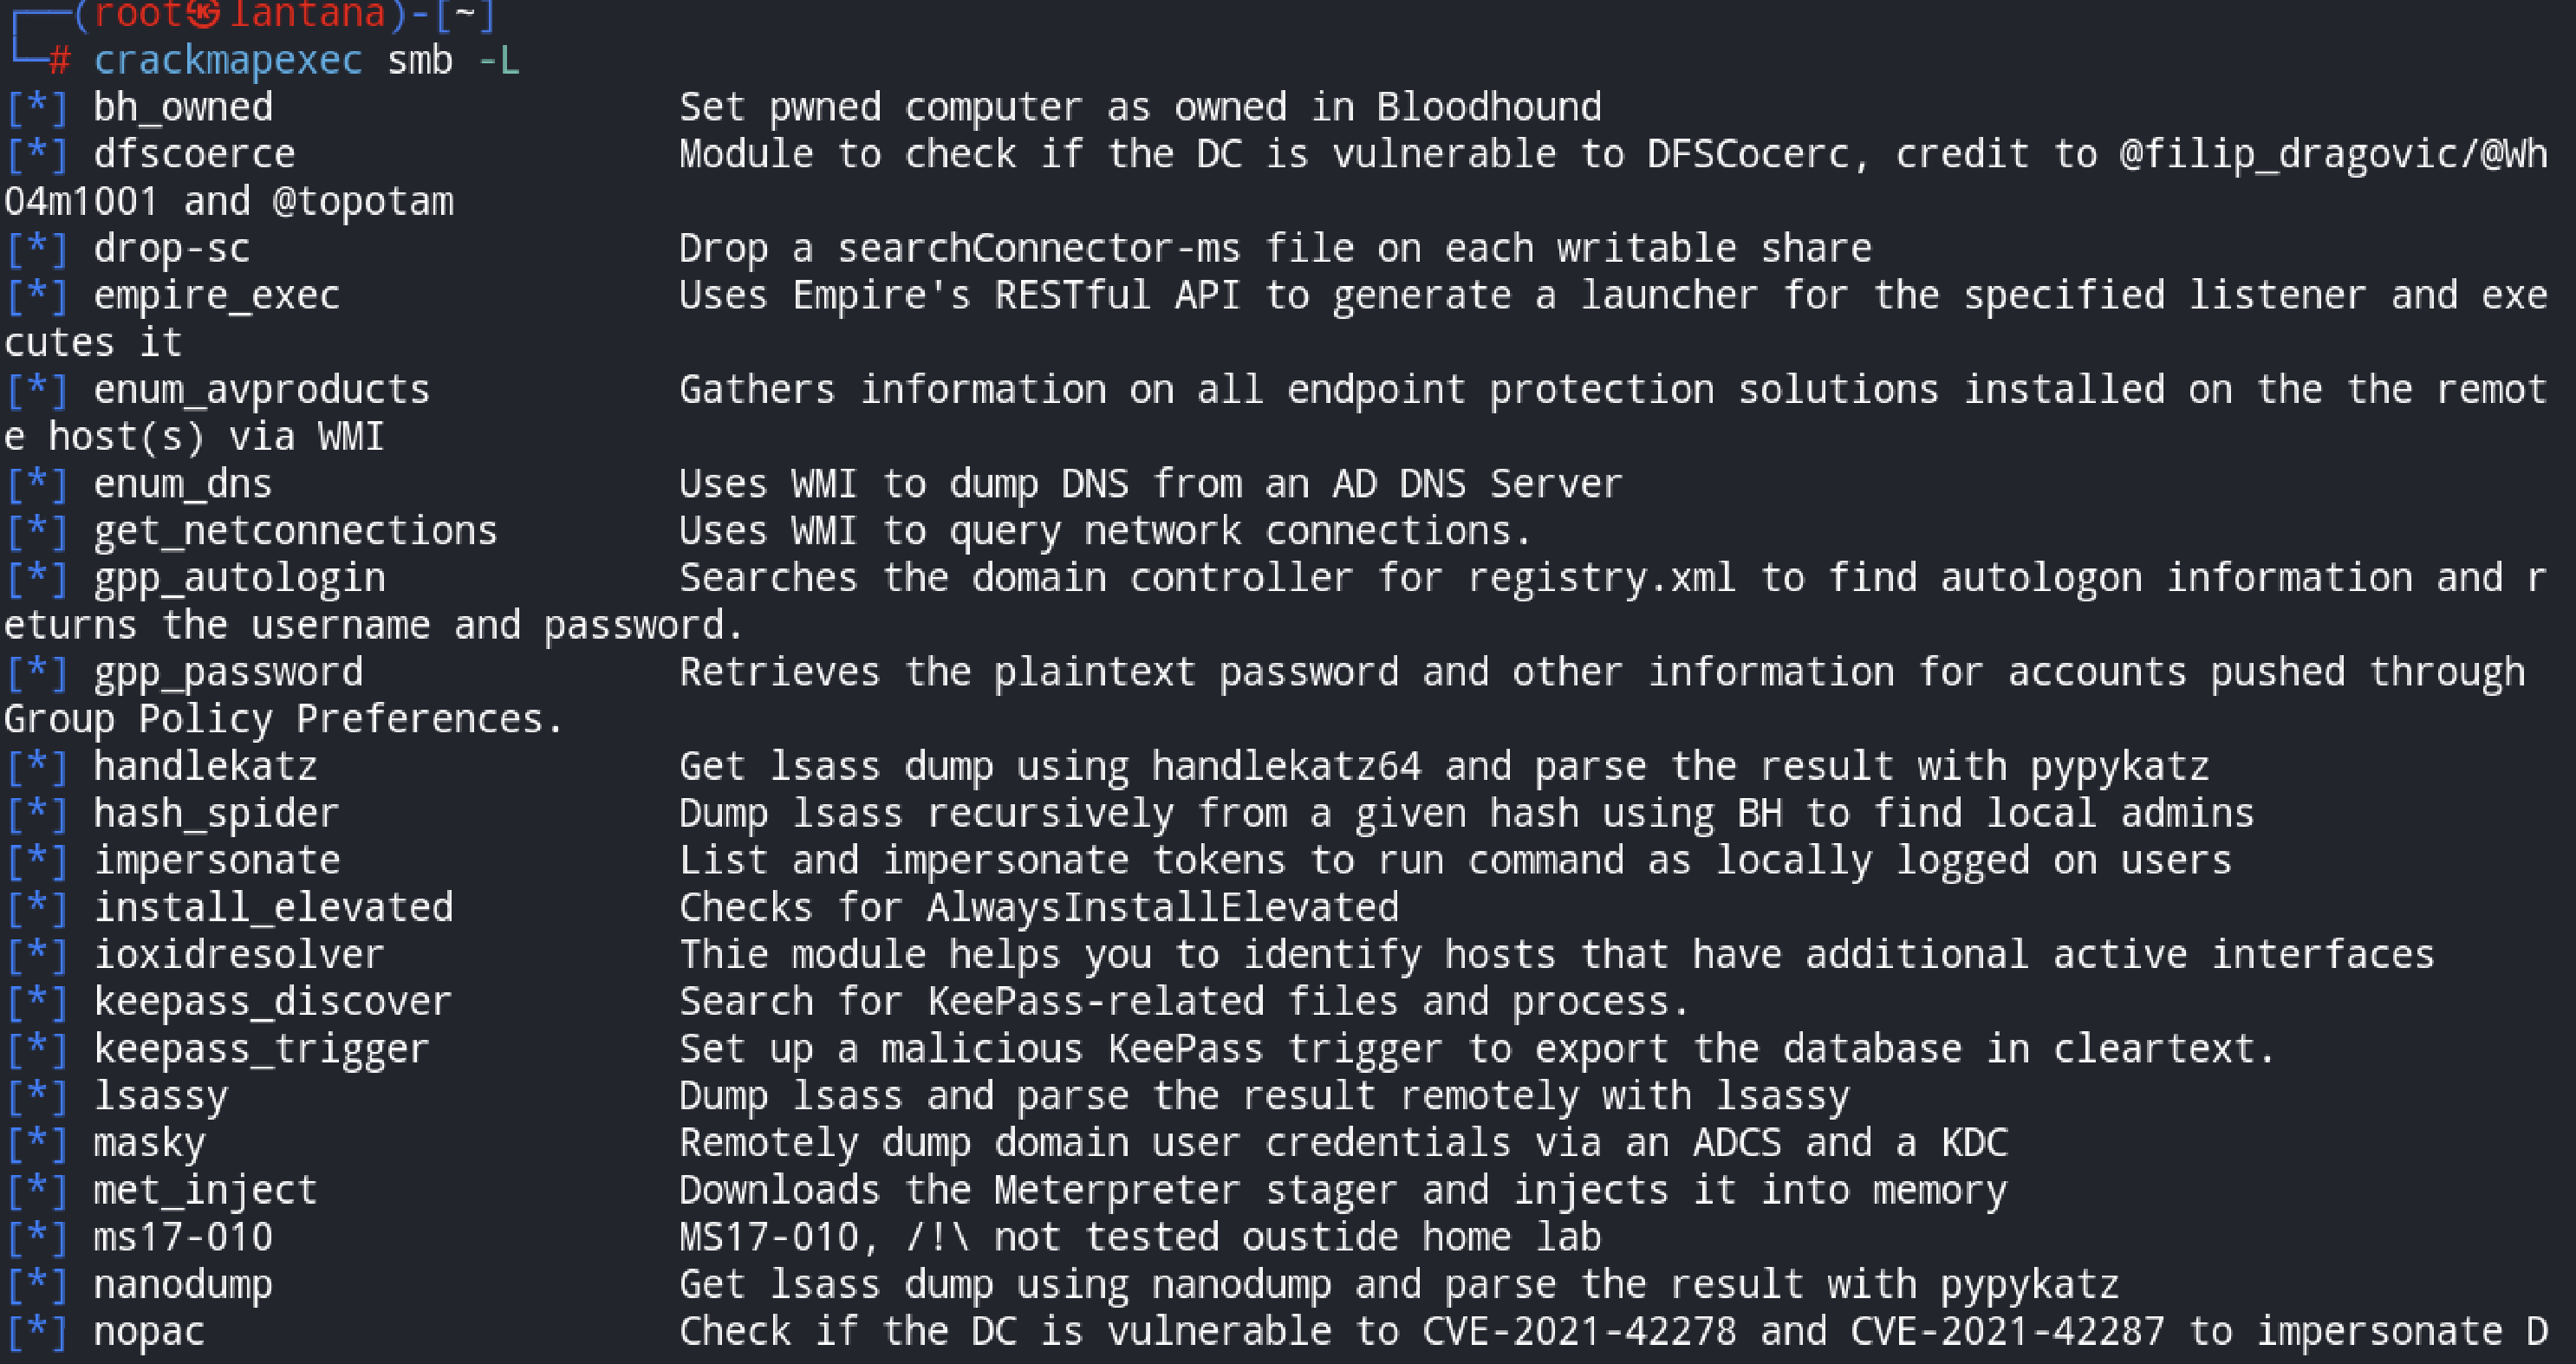 ┌──(root㉿lantana)-[~]
└─# crackmapexec smb -L
[*] bh_owned                  Set pwned computer as owned in Bloodhound
[*] dfscoerce                 Module to check if the DC is vulnerable to DFSCocerc, credit to @filip_dragovic/@Wh
04m1001 and @topotam
[*] drop-sc                   Drop a searchConnector-ms file on each writable share
[*] empire_exec               Uses Empire's RESTful API to generate a launcher for the specified listener and exe
cutes it
[*] enum_avproducts           Gathers information on all endpoint protection solutions installed on the the remot
e host(s) via WMI
[*] enum_dns                  Uses WMI to dump DNS from an AD DNS Server
[*] get_netconnections        Uses WMI to query network connections.
[*] gpp_autologin             Searches the domain controller for registry.xml to find autologon information and r
eturns the username and password.
[*] gpp_password              Retrieves the plaintext password and other information for accounts pushed through
Group Policy Preferences.
[*] handlekatz                Get lsass dump using handlekatz64 and parse the result with pypykatz
[*] hash_spider               Dump lsass recursively from a given hash using BH to find local admins
[*] impersonate               List and impersonate tokens to run command as locally logged on users
[*] install_elevated          Checks for AlwaysInstallElevated
[*] ioxidresolver             Thie module helps you to identify hosts that have additional active interfaces
[*] keepass_discover          Search for KeePass-related files and process.
[*] keepass_trigger           Set up a malicious KeePass trigger to export the database in cleartext.
[*] lsassy                    Dump lsass and parse the result remotely with lsassy
[*] masky                     Remotely dump domain user credentials via an ADCS and a KDC
[*] met_inject                Downloads the Meterpreter stager and injects it into memory
[*] ms17-010                  MS17-010, /!\ not tested oustide home lab
[*] nanodump                  Get lsass dump using nanodump and parse the result with pypykatz
[*] nopac                     Check if the DC is vulnerable to CVE-2021-42278 and CVE-2021-42287 to impersonate D